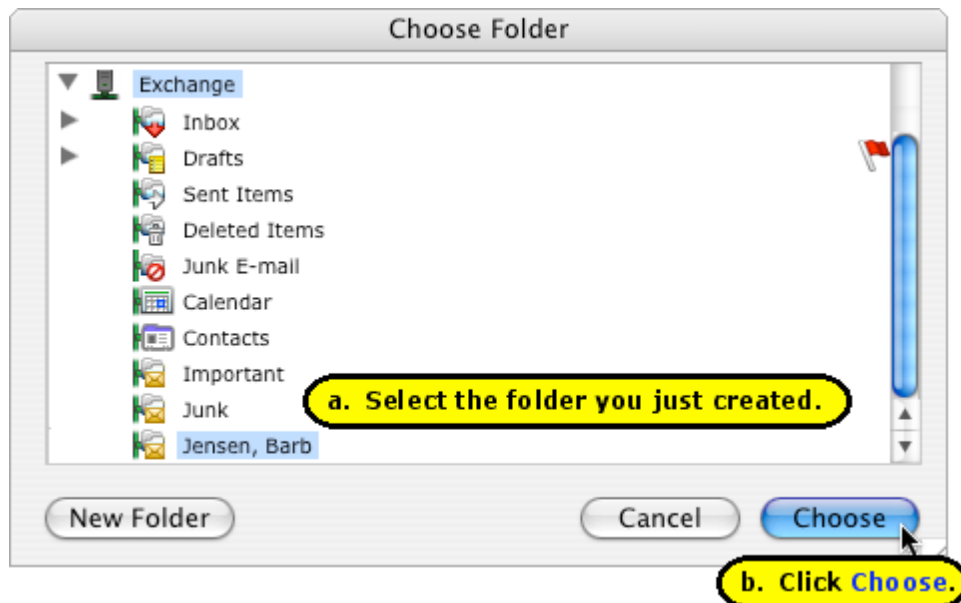 Choose Folder
Exchange
Inbox
Drafts
Sent Items
Deleted Items
Junk E-mail
Calendar
Contacts
Important
a. Select the folder you just created.
Junk
Jensen, Barb
New Folder
Cancel
Choose
b. Click Choose.